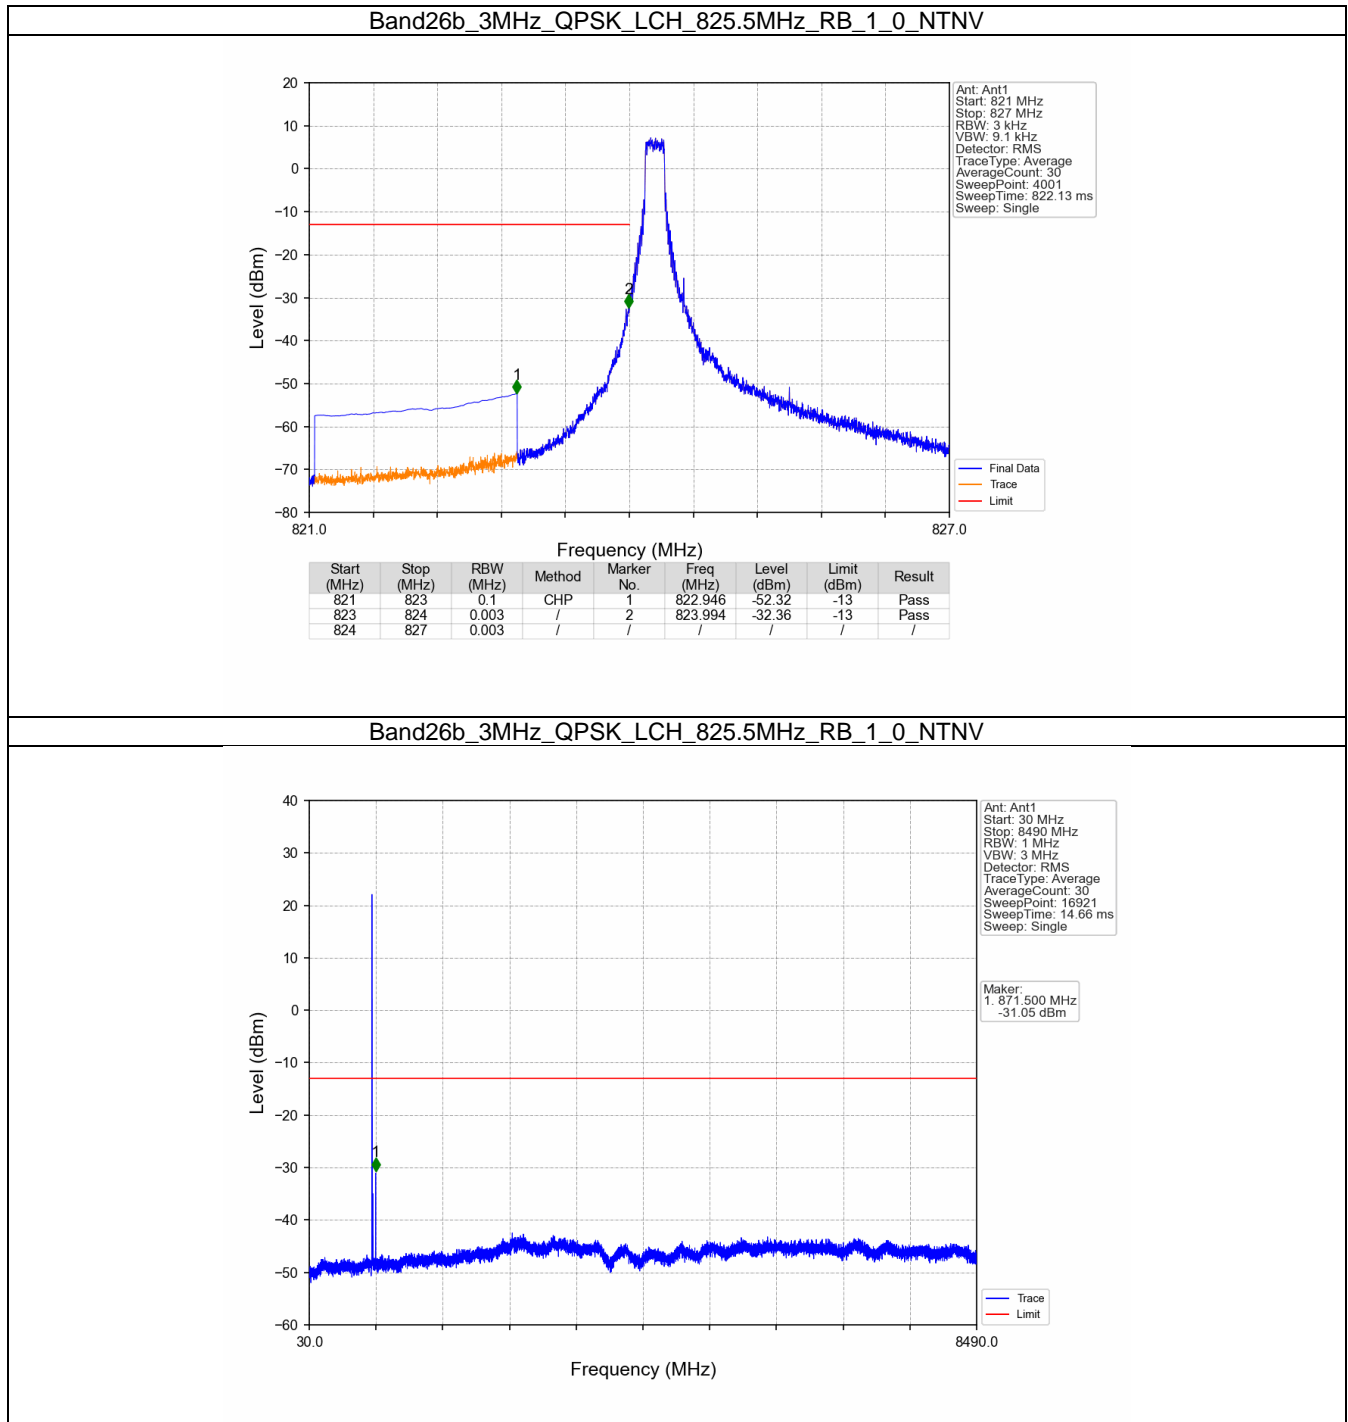 Band26b_3MHz_QPSK_LCH_825.5MHz_RB_1_0_NTNV
20
10
0
−10
−20
−30
−40
−50
−60
−70
−80
Level (dBm)
1
2
821.0
827.0
Frequency (MHz)
Ant: Ant1
Start: 821 MHz
Stop: 827 MHz
RBW: 3 kHz
VBW: 9.1 kHz
Detector: RMS
TraceType: Average
AverageCount: 30
SweepPoint: 4001
SweepTime: 822.13 ms
Sweep: Single
Final Data
Trace
Limit
Start (MHz) Stop (MHz) RBW (MHz) Method Marker No. Freq (MHz) Level (dBm) Limit (dBm) Result
821 823 0.1 CHP 1 822.946 -52.32 -13 Pass
823 824 0.003 / 2 823.994 -32.36 -13 Pass
824 827 0.003 / / / / / /
Band26b_3MHz_QPSK_LCH_825.5MHz_RB_1_0_NTNV
40
30
20
10
0
−10
−20
−30
−40
−50
−60
Level (dBm)
1
30.0
8490.0
Frequency (MHz)
Ant: Ant1
Start: 30 MHz
Stop: 8490 MHz
RBW: 1 MHz
VBW: 3 MHz
Detector: RMS
TraceType: Average
AverageCount: 30
SweepPoint: 16921
SweepTime: 14.66 ms
Sweep: Single
Maker:
1. 871.500 MHz
-31.05 dBm
Trace
Limit